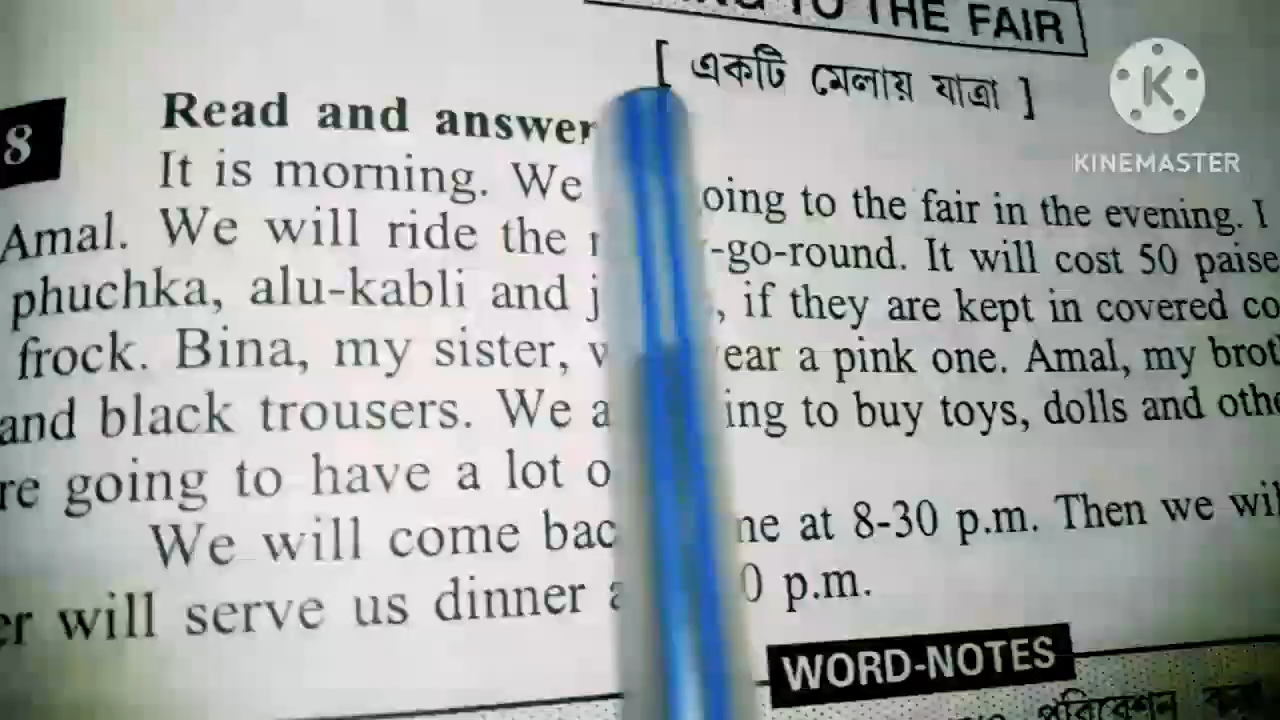 TO THE FAIR
[ একটি মেলায় যাত্রা ]
KINEMASTER
8 Read and answer
It is morning. We oing to the fair in the evening. I
Amal. We will ride the -go-round. It will cost 50 paise
phuchka, alu-kabli and j , if they are kept in covered co
frock. Bina, my sister, w ear a pink one. Amal, my brot
and black trousers. We a ing to buy toys, dolls and othe
re going to have a lot o
We will come bac ne at 8-30 p.m. Then we wil
er will serve us dinner a 0 p.m.
WORD-NOTES
পরিবেশন করা